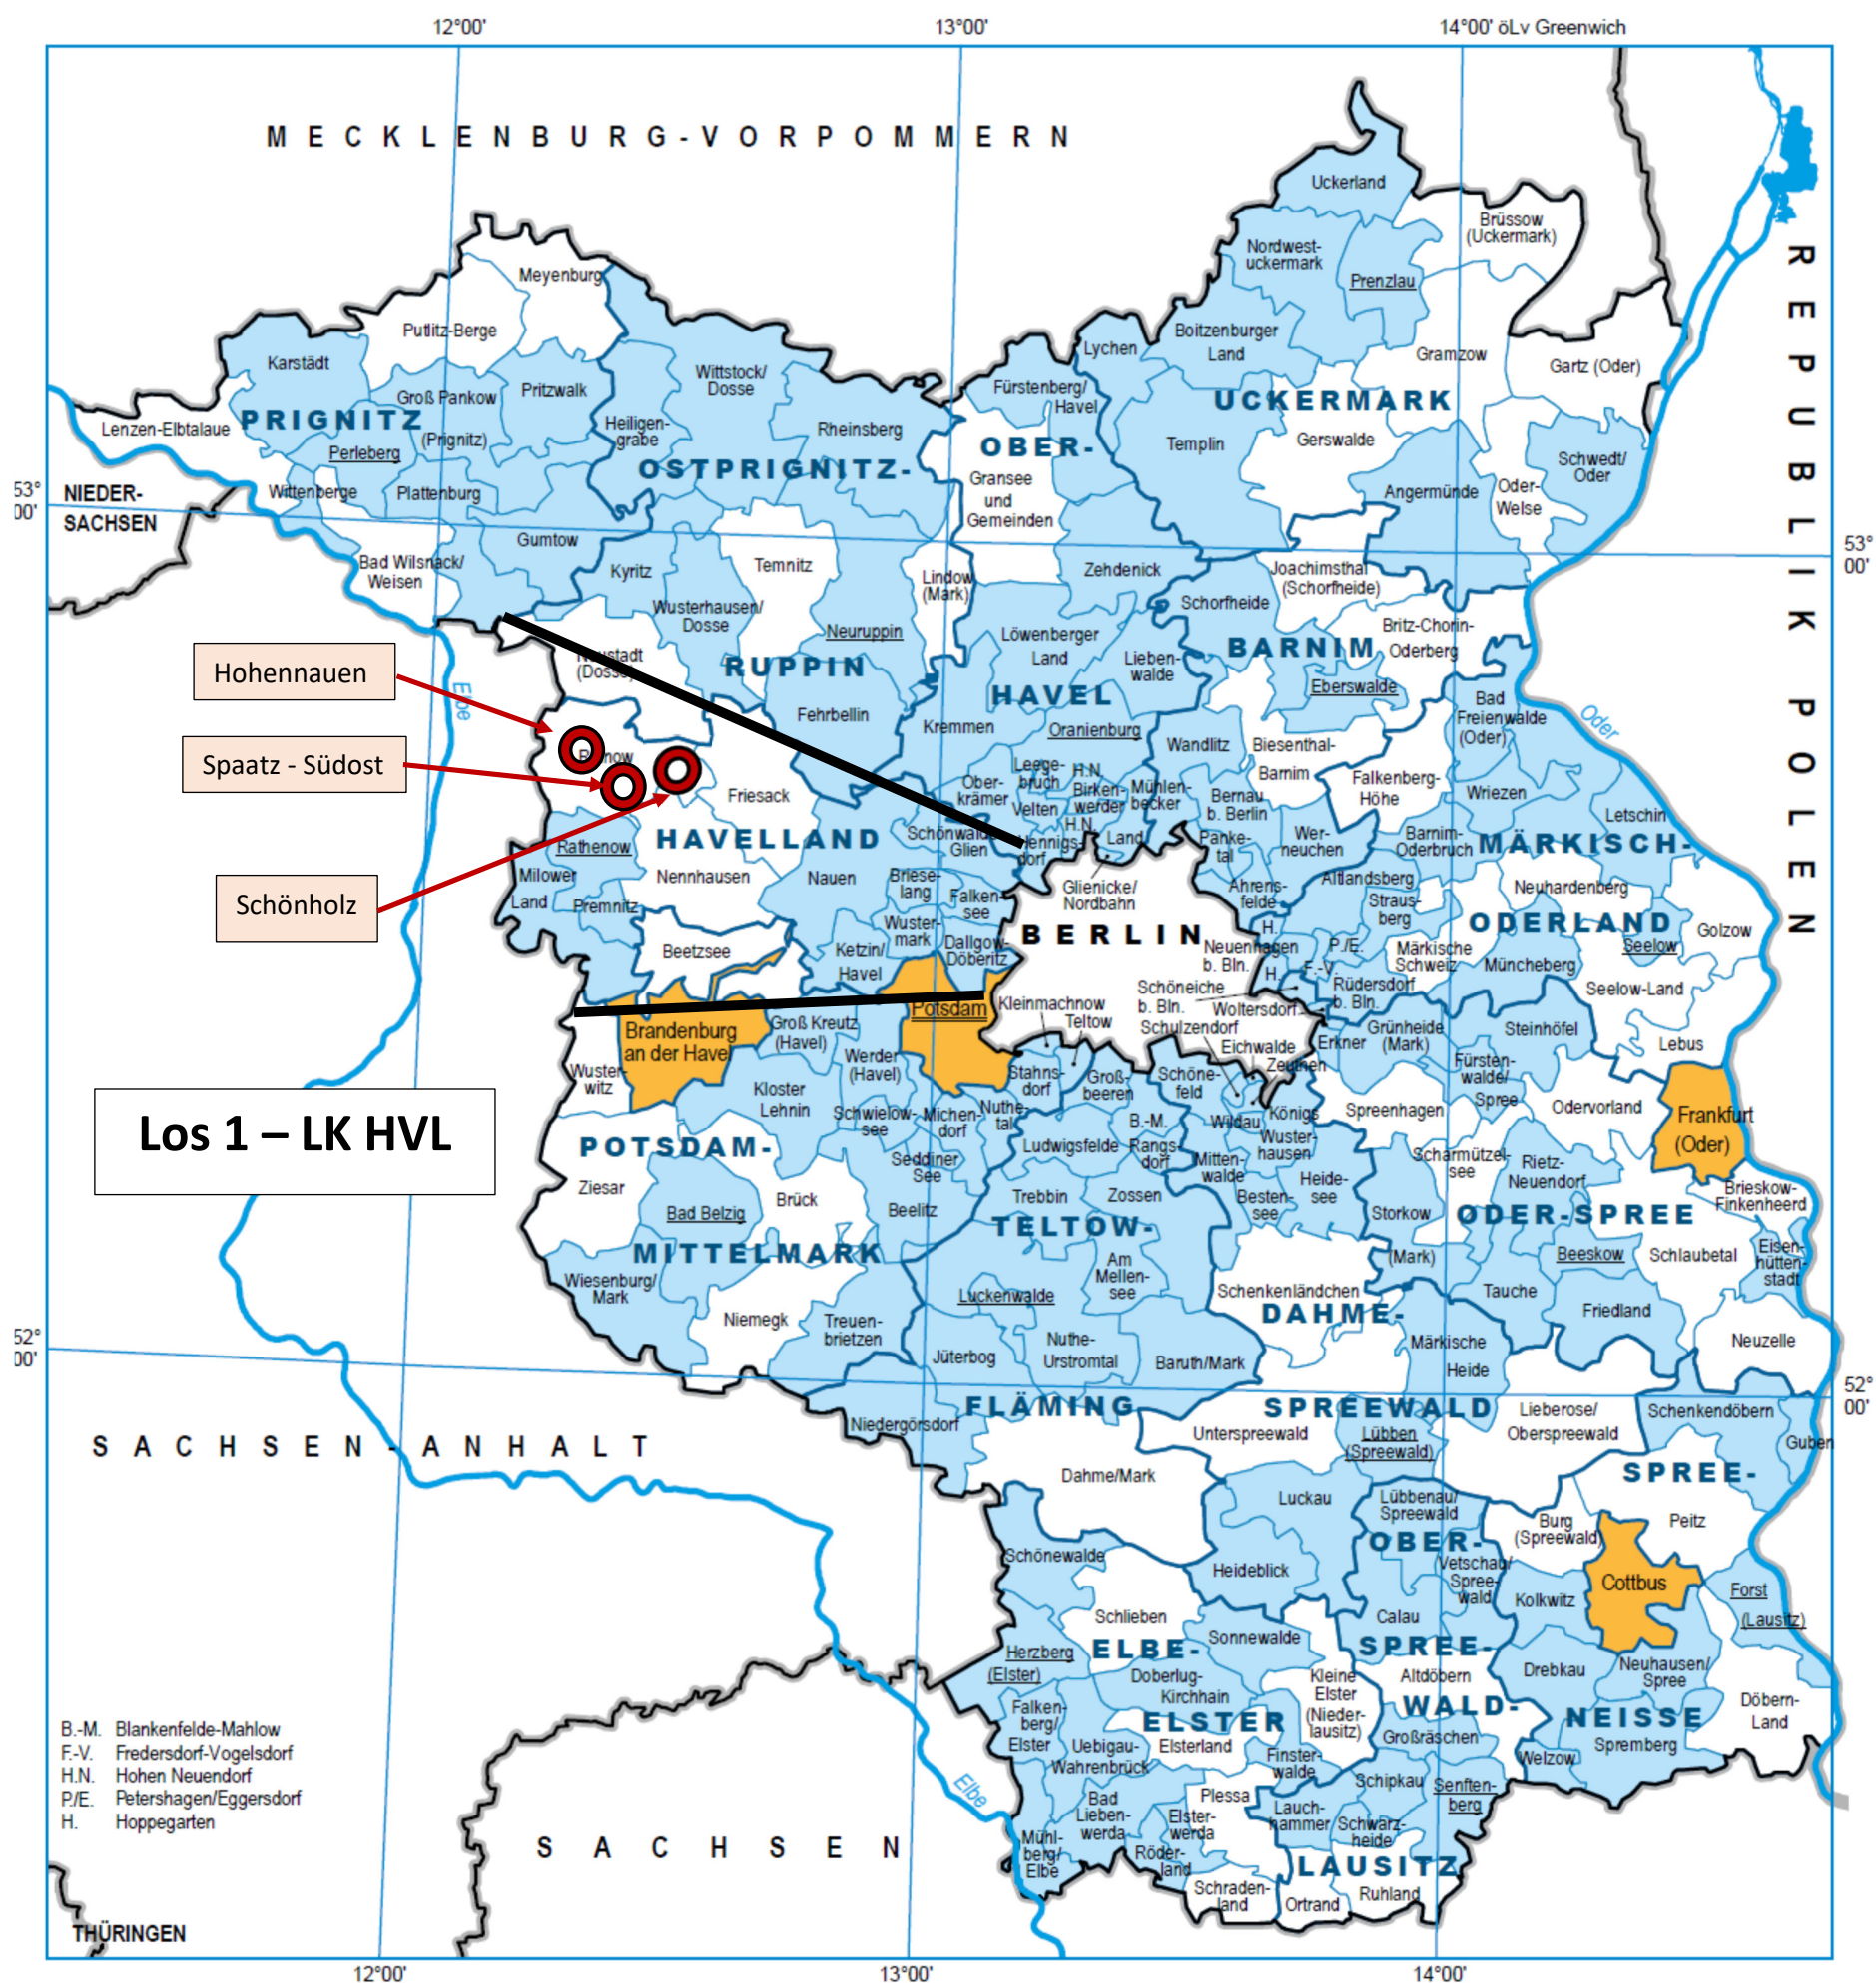 12°00'
13°00'
14°00' öLv Greenwich
MECKLENBURG-VORPOMMERN
Uckerland
Brüssow
(Uckermark)
Nordwest-
uckermark
Prenzlau
REPUBLIK POLEN
Meyenburg
Putlitz-Berge
Karstädt
Groß Pankow
(Prignitz)
Pritzwalk
Wittstock/
Dosse
Lychen
Boitzenburger
Land
Gramzow
Gartz (Oder)
Lenzen-Elbtalaue
PRIGNITZ
Perleberg
Heiligen-
grabe
Rheinsberg
Fürstenberg/
Havel
UCKERMARK
Templin
Gerswalde
OSTPRIGNITZ-
OBER-
Gransee
und
Gemeinden
Schwedt/
Oder
Angermünde
Oder-
Welse
53°
00'
NIEDER-
SACHSEN
Wittenberge
Plattenburg
Gumtow
Bad Wilsnack/
Weisen
Kyritz
Temnitz
Lindow
(Mark)
Zehdenick
Joachimsthal
(Schorfheide)
53°
00'
Schorfheide
Wusterhausen/
Dosse
Neuruppin
Löwenberger
Land
Lieben-
walde
BARNIM
Britz-Chorin-
Oderberg
Eberswalde
Hohennauen
(Dosse)
RUPPIN
HAVEL
Elbe
Fehrbellin
Kremmen
Oranienburg
Wandlitz
Biesenthal-
Barnim
Bad
Freienwalde
(Oder)
Oder
Spaatz - Südost
Friesack
Ober-
krämer
Leege-
bruch
Velten
H.N.
Birken-
werder
H.N.
Mühlen-
becker
Land
Bernau
b. Berlin
Falkenberg-
Höhe
Wriezen
Letschin
Rathenow
HAVELLAND
Schönwalde
Glien
Hennigs-
dorf
Panke-
tal
Wer-
neuchen
Barnim-
Oderbruch
MÄRKISCH-
Schönholz
Milower
Land
Premnitz
Nennhausen
Nauen
Briese-
lang
Falken-
see
Glienicke/
Nordbahn
Ahrens-
felde
Altlandsberg
Straus-
berg
Neuhardenberg
ODERLAND
Golzow
Seelow
Beetzsee
Ketzin/
Havel
Wuster-
mark
Dallgow-
Döberitz
BERLIN
Neuenhagen
b. Bln.
H.
H.
P./E.
F.-V.
Märkische
Schweiz
Müncheberg
Seelow-Land
Rüdersdorf
b. Bln.
Schöneiche
b. Bln.
Woltersdorf
Brandenburg
an der Havel
Groß Kreutz
(Havel)
Potsdam
Kleinmachnow
Teltow
Schulzendorf
Eichwalde
Zeuthen
Erkner
Grünheide
(Mark)
Steinhöfel
Lebus
Wuster-
witz
Werder
(Havel)
Stahns-
dorf
Groß-
beeren
Schöne-
feld
Fürsten-
walde/
Spree
Kloster
Lehnin
Schwielow-
see
Michen-
dorf
Nuthe-
tal
Wildau
Königs
Wuster-
hausen
Spreenhagen
Odervorland
Frankfurt
(Oder)
Los 1 – LK HVL
POTSDAM-
Seddiner
See
Ludwigsfelde
B.-M.
Rangs-
dorf
Mitten-
walde
Scharmützel-
see
Rietz-
Neuendorf
Ziesar
Bad Belzig
Brück
Beelitz
Trebbin
Zossen
Besten-
see
Heide-
see
Storkow
(Mark)
ODER-SPREE
Brieskow-
Finkenheerd
MITTELMARK
TELTOW-
Am
Mellen-
see
Beeskow
Schlaubetal
Eisen-
hütten-
stadt
Wiesenburg/
Mark
Niemegk
Treuen-
brietzen
Luckenwalde
Schenkenländchen
DAHME-
Tauche
Friedland
52°
00'
Jüterbog
Nuthe-
Urstromtal
Baruth/Mark
Märkische
Heide
Neuzelle
52°
00'
Niedergörsdorf
FLÄMING
SPREEWALD
Unterspreewald
Lübben
(Spreewald)
Lieberose/
Oberspreewald
Schenkendöbern
Guben
SACHSEN-ANHALT
Dahme/Mark
SPREE-
Luckau
Lübbenau/
Spreewald
OBER-
Burg
(Spreewald)
Peitz
Schönewalde
Heideblick
Vetschau/
Spree-
wald
Kolkwitz
Cottbus
Forst
(Lausitz)
Schlieben
Calau
Herzberg
(Elster)
ELBE-
Sonnewalde
SPREE-
Doberlug-
Kirchhain
Kleine
Elster
(Nieder-
lausitz)
Altdöbern
Drebkau
Neuhausen/
Spree
WALD-
Döbern-
Land
Falken-
berg/
Elster
ELSTER
Elsterland
Großräschen
NEISSE
Spremberg
Welzow
B.-M. Blankenfelde-Mahlow
F.-V. Fredersdorf-Vogelsdorf
H.N. Hohen Neuendorf
P./E. Petershagen/Eggersdorf
H. Hoppegarten
Uebigau-
Wahrenbrück
Finster-
walde
Schipkau
Senften-
berg
Elbe
Bad
Lieben-
werda
Plessa
Elster-
werda
Lauch-
hammer
Schwarz-
heide
SACHSEN
Mühl-
berg/
Elbe
Röder-
land
LAUSITZ
Schraden-
land
Ortrand
Ruhland
THÜRINGEN
12°00'
13°00'
14°00'